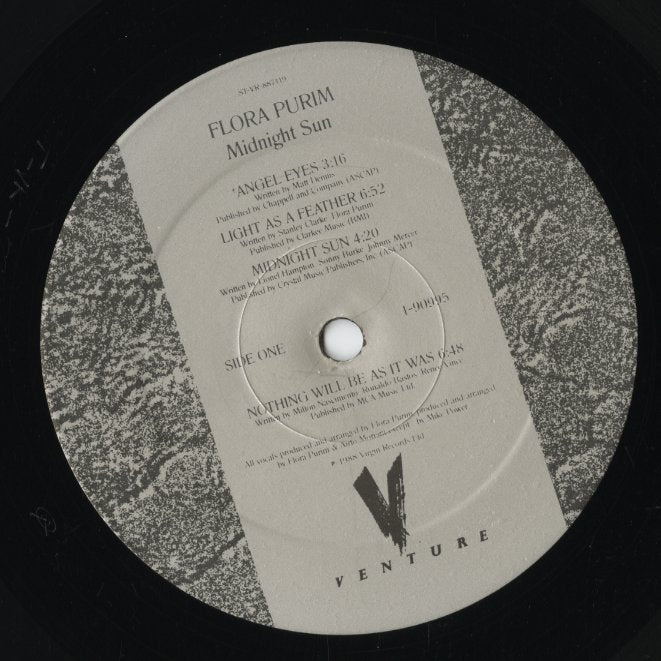 ST-VR-887419
FLORA PURIM
Midnight Sun
*ANGEL EYES 3:16
Written by Matt Dennis
Published by Chappell and Company (ASCAP)
LIGHT AS A FEATHER 6:52
Written by Stanley Clarke, Flora Purim
Published by Clarkee Music (BMI)
MIDNIGHT SUN 4:20
Written by Lionel Hampton, Sonny Burke, Johnny Mercer
Published by Crystal Music Publishers, Inc (ASCAP)
1-90995
SIDE ONE
NOTHING WILL BE AS IT WAS 6:48
Written by Milton Nascimento, Ronaldo Bastos, Rene Vince
Published by MCA Music Ltd.
All vocals produced and arranged by Flora Purim, produced and arranged
by Flora Purim & Airto Moreira except * by Mike Power
℗ 1988 Virgin Records Ltd.
V
VENTURE